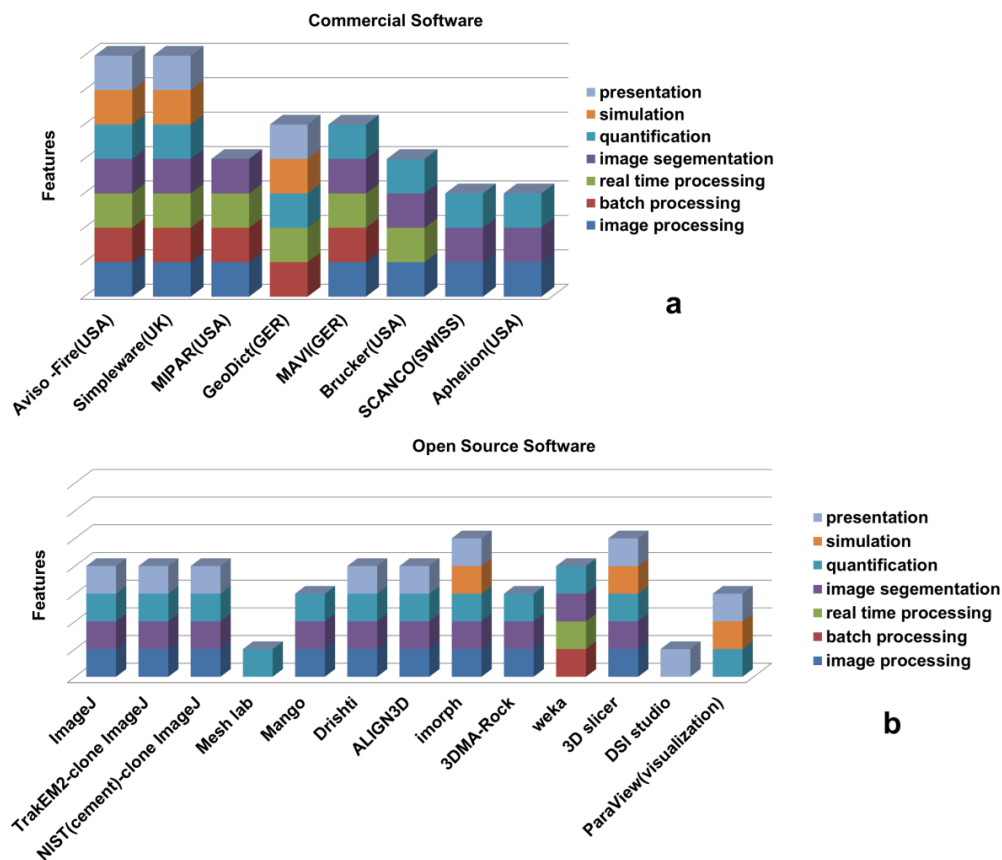 Commercial Software
Features
presentation
simulation
quantification
image segementation
real time processing
batch processing
image processing
a
Aviso -Fire(USA)
Simpleware(UK)
MIPAR(USA)
GeoDict(GER)
MAVI(GER)
Brucker(USA)
SCANCO(SWISS)
Aphelion(USA)
Open Source Software
Features
presentation
simulation
quantification
image segementation
real time processing
batch processing
image processing
b
ImageJ
TrakEM2-clone ImageJ
NIST(cement)-clone ImageJ
Mesh lab
Mango
Drishti
ALIGN3D
imorph
3DMA-Rock
weka
3D slicer
DSI studio
ParaView(visualization)